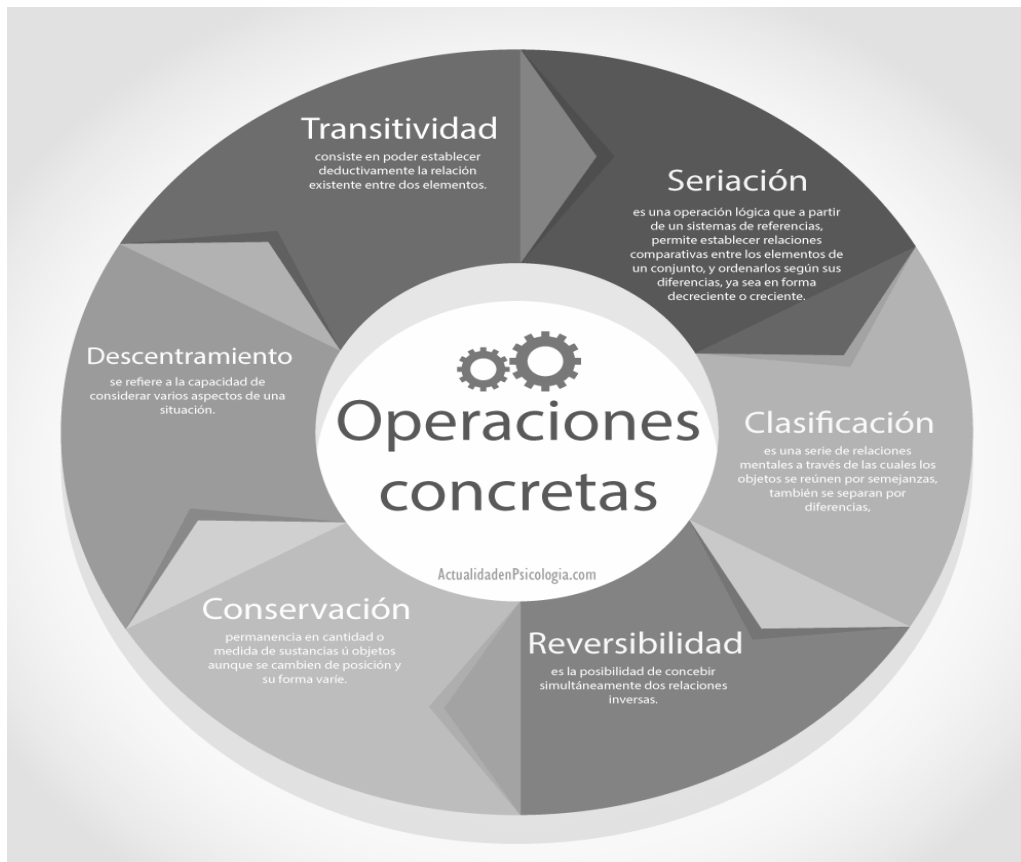 Transitividad
consiste en poder establecer
deductivamente la relación
existente entre dos elementos.
Seriación
es una operación lógica que a partir
de un sistemas de referencias,
permite establecer relaciones
comparativas entre los elementos de
un conjunto, y ordenarlos según sus
diferencias, ya sea en forma
decreciente o creciente.
Clasificación
es una serie de relaciones
mentales a través de las cuales los
objetos se reúnen por semejanzas,
también se separan por
diferencias,
Reversibilidad
es la posibilidad de concebir
simultáneamente dos relaciones
inversas.
Conservación
permanencia en cantidad o
medida de sustancias ú objetos
aunque se cambien de posición y
su forma varíe.
Descentramiento
se refiere a la capacidad de
considerar varios aspectos de una
situación.
Operaciones
concretas
ActualidadenPsicologia.com